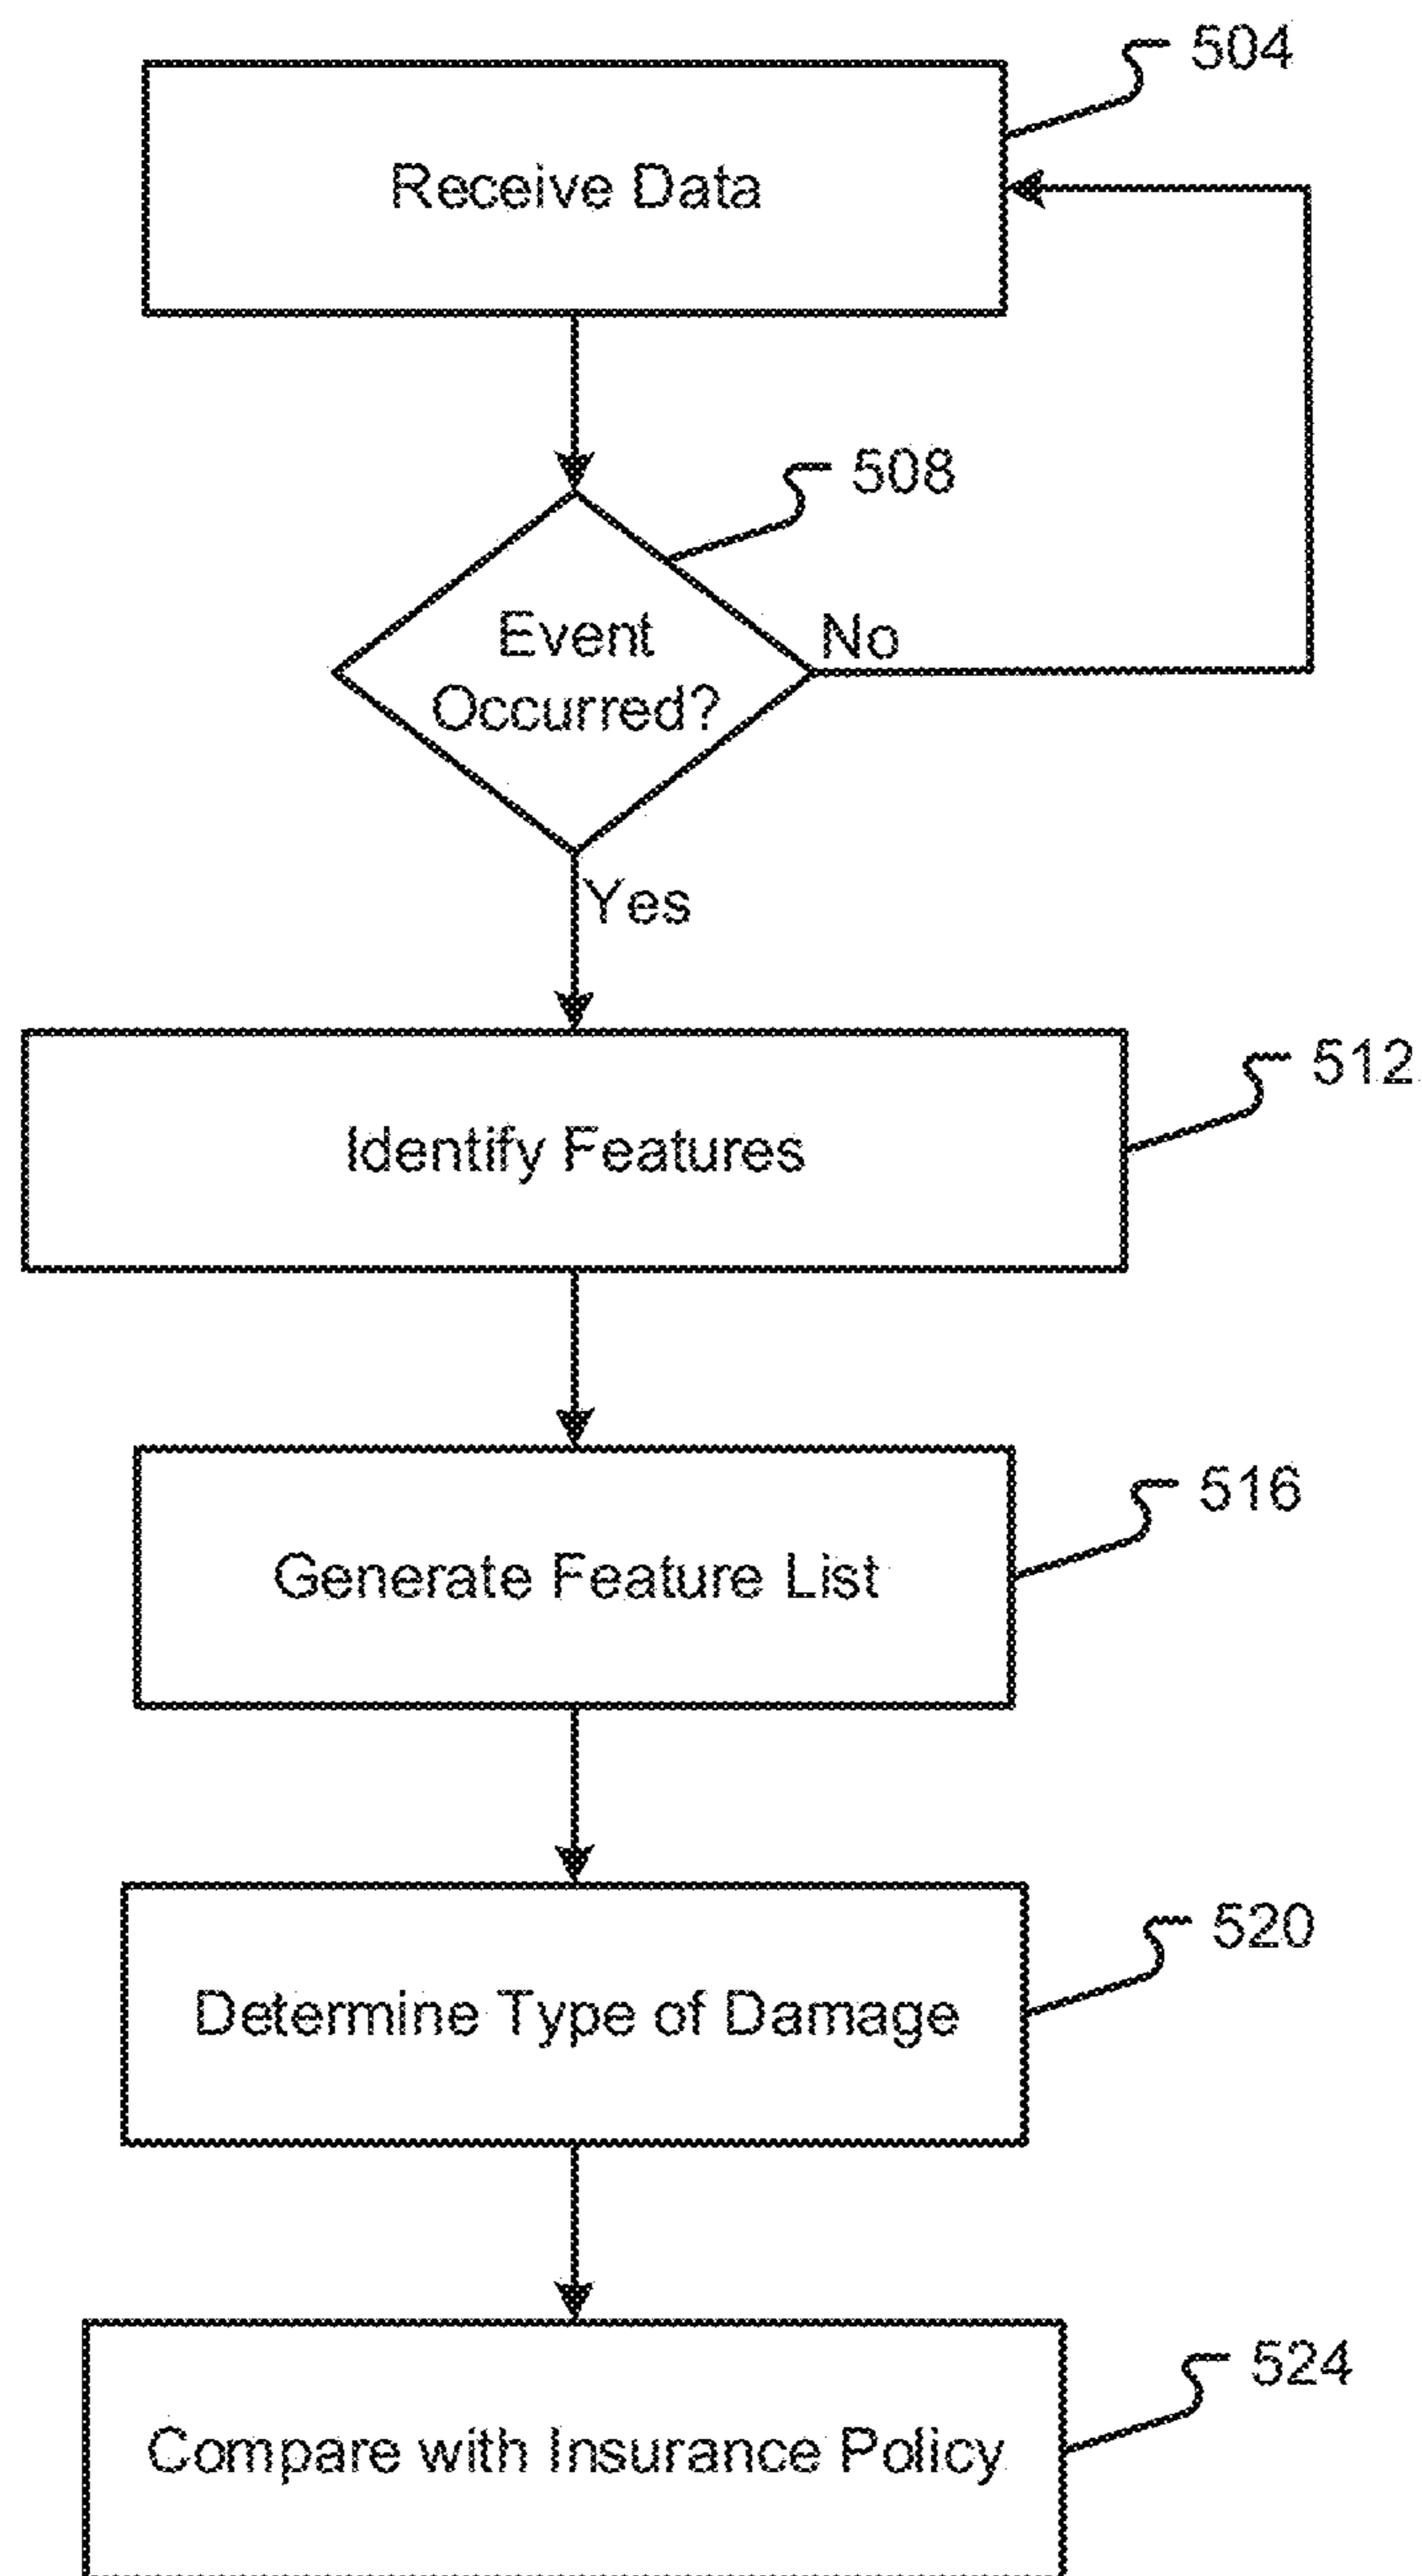 504
Receive Data
508
Event
Occurred?
No
Yes
512
Identify Features
516
Generate Feature List
520
Determine Type of Damage
524
Compare with Insurance Policy